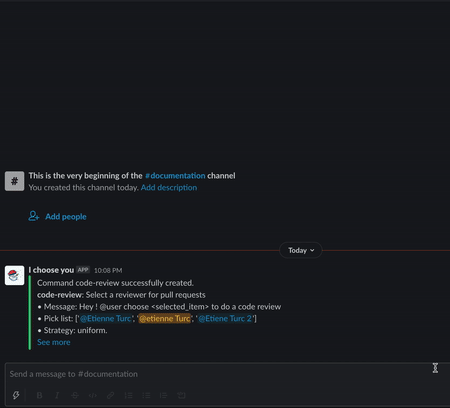 This is the very beginning of the #documentation channel
You created this channel today. Add description
Add people
Today
I choose you APP 10:08 PM
Command code-review successfully created.
code-review: Select a reviewer for pull requests
• Message: Hey ! @user choose <selected_item> to do a code review
• Pick list: ['@Etienne Turc', '@etienne Turc', '@Etiene Turc 2']
• Strategy: uniform.
See more
Send a message to #documentation